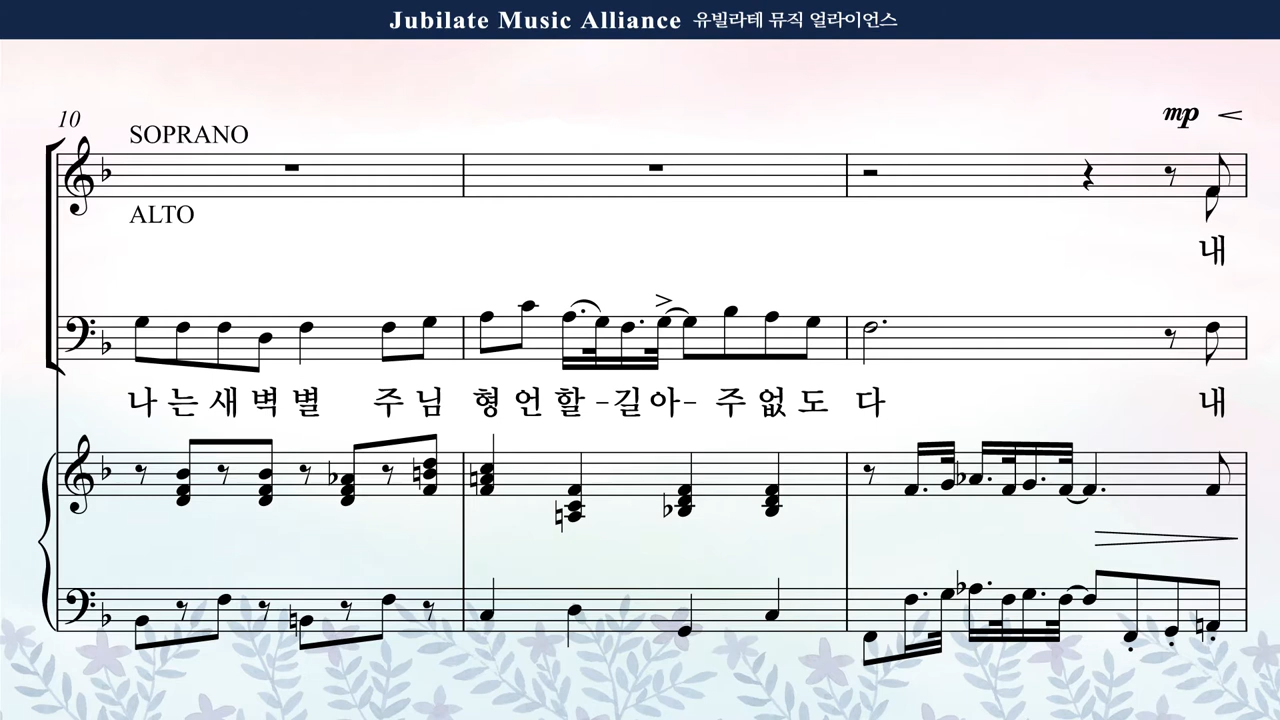 Jubilate Music Alliance 유빌라테 뮤직 얼라이언스
10
SOPRANO
mp
ALTO
내
나 는 새 벽 별 주 님 형 언 할 - 길 아 - 주 없 도 다 내